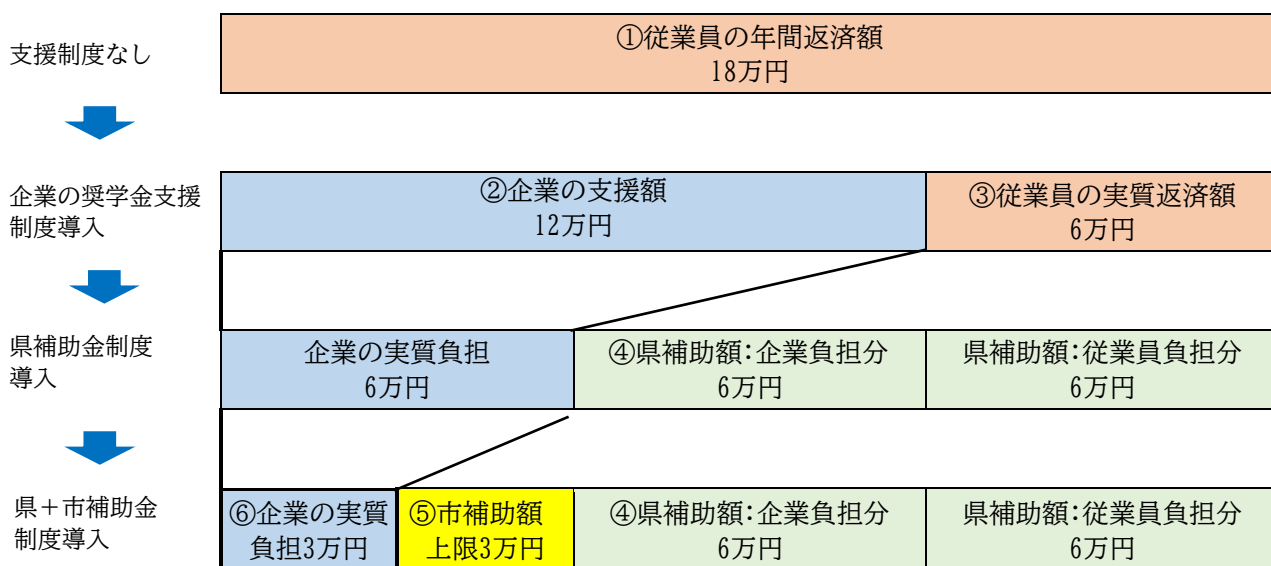 支援制度なし
①従業員の年間返済額
18万円
企業の奨学金支援
制度導入
②企業の支援額
12万円
③従業員の実質返済額
6万円
県補助金制度
導入
企業の実質負担
6万円
④県補助額:企業負担分
6万円
県補助額:従業員負担分
6万円
県＋市補助金
制度導入
⑥企業の実質
負担3万円
⑤市補助額
上限3万円
④県補助額:企業負担分
6万円
県補助額:従業員負担分
6万円